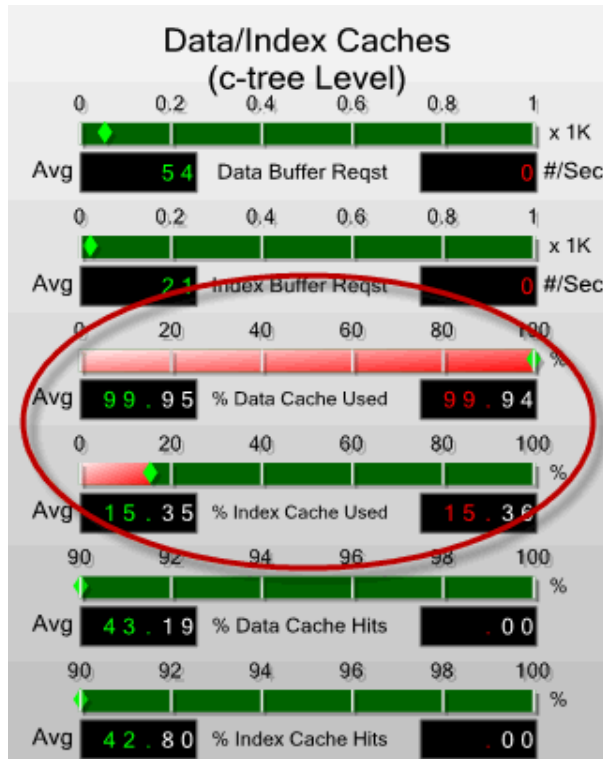 Data/Index Caches
(c-tree Level)
0 0.2 0.4 0.6 0.8 1
x 1K
Avg 54 Data Buffer Reqst 0 #/Sec
0 0.2 0.4 0.6 0.8 1
x 1K
Avg 21 Index Buffer Reqst 0 #/Sec
0 20 40 60 80 100
%
Avg 99.95 % Data Cache Used 99.94
0 20 40 60 80 100
%
Avg 15.35 % Index Cache Used 15.36
90 92 94 96 98 100
%
Avg 43.19 % Data Cache Hits .00
90 92 94 96 98 100
%
Avg 42.80 % Index Cache Hits .00